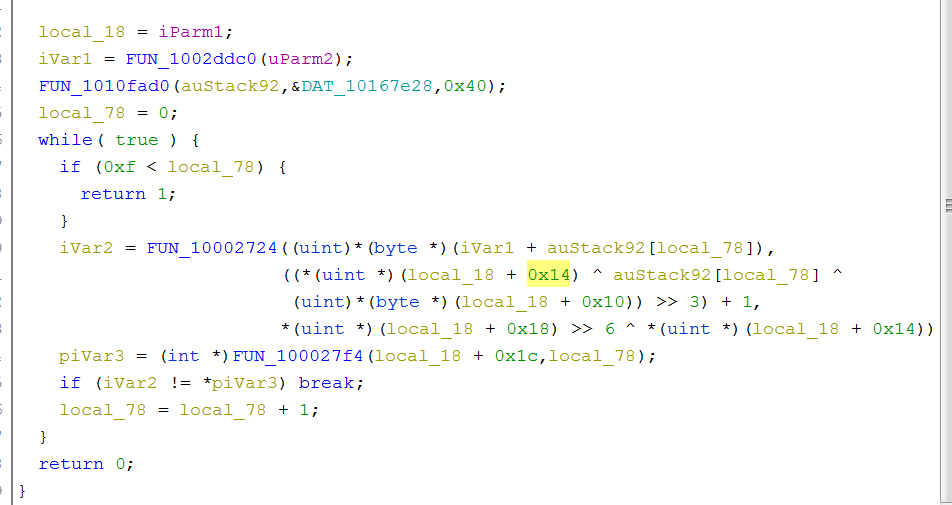 local_18 = iParm1;
iVar1 = FUN_1002ddc0(uParm2);
FUN_1010fad0(auStack92,&DAT_10167e28,0x40);
local_78 = 0;
while( true ) {
if (0xf < local_78) {
return 1;
}
iVar2 = FUN_10002724((uint)*(byte *)(iVar1 + auStack92[local_78]),
((*(uint *)(local_18 + 0x14) ^ auStack92[local_78] ^
(uint)*(byte *)(local_18 + 0x10)) >> 3) + 1,
*(uint *)(local_18 + 0x18) >> 6 ^ *(uint *)(local_18 + 0x14))
piVar3 = (int *)FUN_100027f4(local_18 + 0x1c,local_78);
if (iVar2 != *piVar3) break;
local_78 = local_78 + 1;
}
return 0;
}